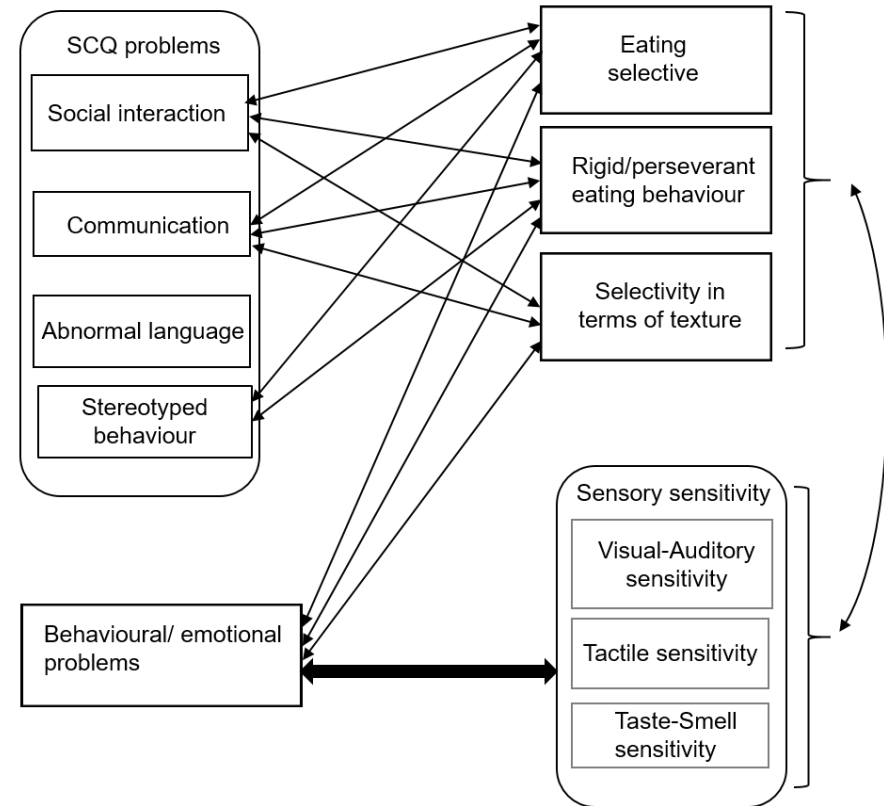 SCQ problems
Social interaction
Communication
Abnormal language
Stereotyped
behaviour
Behavioural/ emotional
problems
Eating
selective
Rigid/perseverant
eating behaviour
Selectivity in
terms of texture
Sensory sensitivity
Visual-Auditory
sensitivity
Tactile sensitivity
Taste-Smell
sensitivity